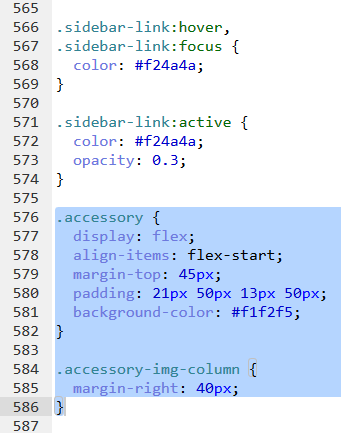 565
566 .sidebar-link:hover,
567 .sidebar-link:focus {
568   color: #f24a4a;
569 }
570
571 .sidebar-link:active {
572   color: #f24a4a;
573   opacity: 0.3;
574 }
575
576 .accessory {
577   display: flex;
578   align-items: flex-start;
579   margin-top: 45px;
580   padding: 21px 50px 13px 50px;
581   background-color: #f1f2f5;
582 }
583
584 .accessory-img-column {
585   margin-right: 40px;
586 }
587